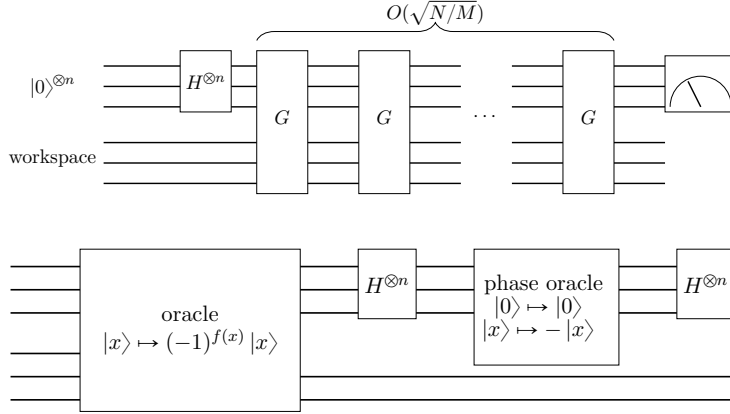 O(√N/M)
|0⟩^⊗n
H^⊗n
G
G
· · ·
G
workspace
oracle
|x⟩ ↦ (−1)^f(x) |x⟩
H^⊗n
phase oracle
|0⟩ ↦ |0⟩
|x⟩ ↦ − |x⟩
H^⊗n